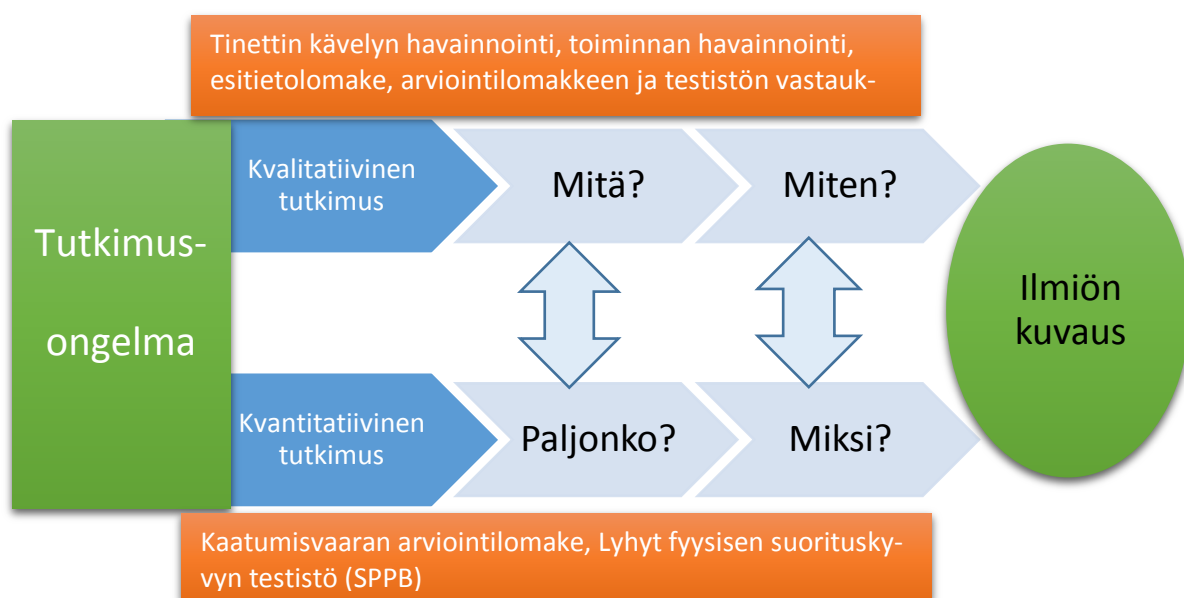 Tinettin kävelyn havainnointi, toiminnan havainnointi,
esitietolomake, arviointilomakkeen ja testistön vastauk-
Tutkimus-
ongelma
Kvalitatiivinen
tutkimus
Mitä?
Miten?
Kvantitatiivinen
tutkimus
Paljonko?
Miksi?
Ilmiön
kuvaus
Kaatumisvaaran arviointilomake, Lyhyt fyysisen suoritusky-
vyn testistö (SPPB)